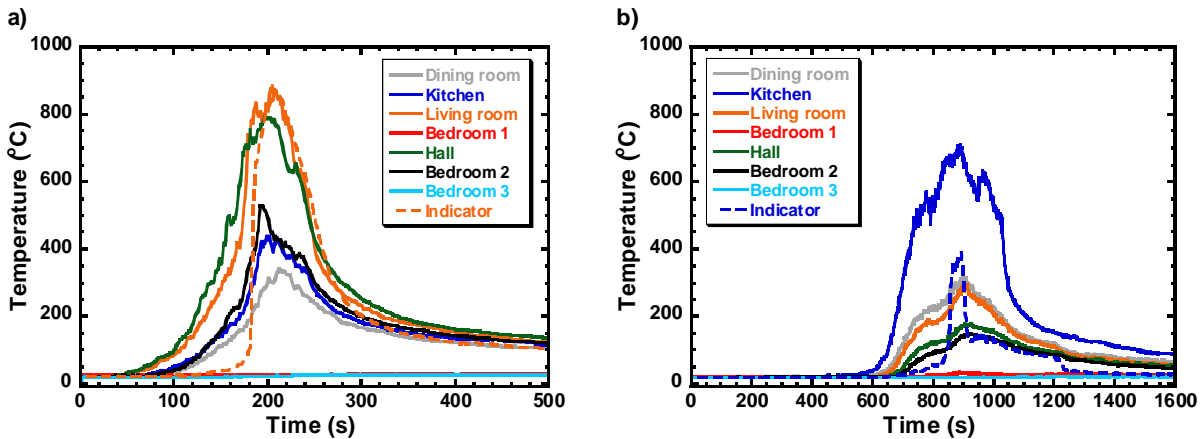 a)
1000
800
600
400
200
0
Temperature (ºC)
Dining room
Kitchen
Living room
Bedroom 1
Hall
Bedroom 2
Bedroom 3
Indicator
0 100 200 300 400 500
Time (s)
b)
1000
800
600
400
200
0
Temperature (ºC)
Dining room
Kitchen
Living room
Bedroom 1
Hall
Bedroom 2
Bedroom 3
Indicator
0 200 400 600 800 1000 1200 1400 1600
Time (s)